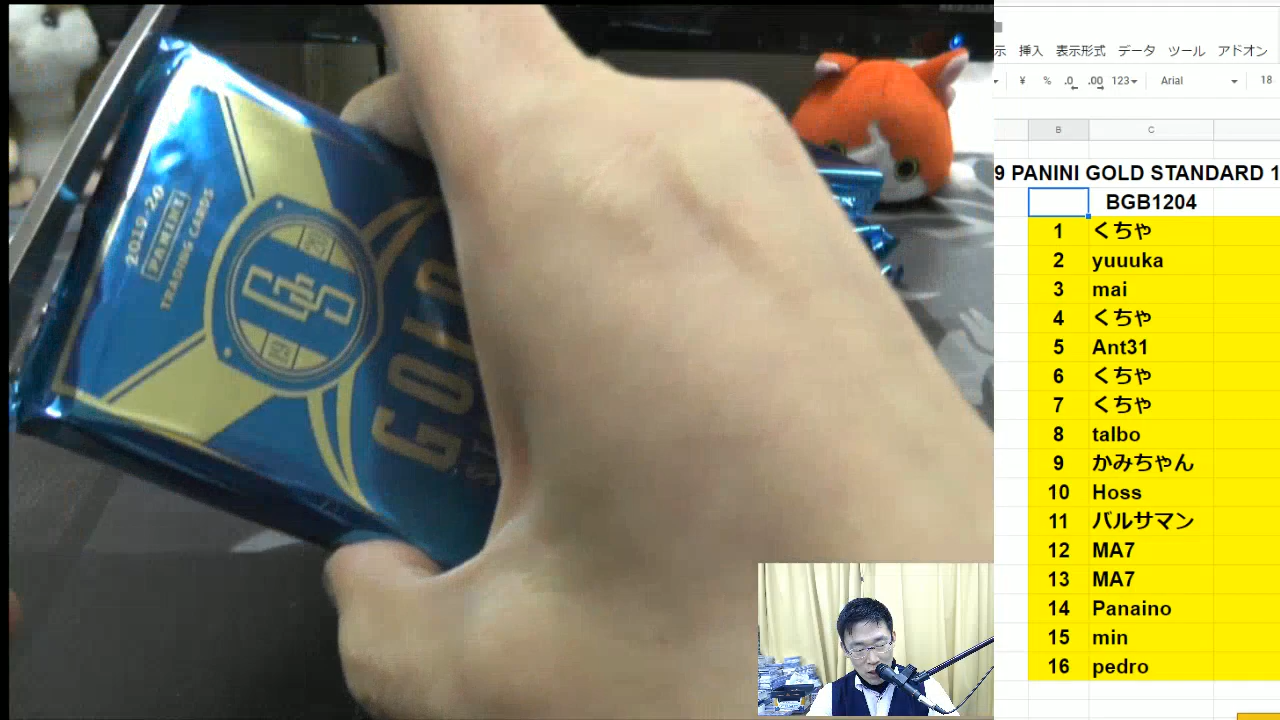 2019-20
PANINI
TRADING CARDS
GS
20
19
GOLD
示 挿入 表示形式 データ ツール アドオン
¥ % .0 .00 123 Arial 18
B C
9 PANINI GOLD STANDARD 1
BGB1204
1 くちゃ
2 yuuuka
3 mai
4 くちゃ
5 Ant31
6 くちゃ
7 くちゃ
8 talbo
9 かみちゃん
10 Hoss
11 バルサマン
12 MA7
13 MA7
14 Panaino
15 min
16 pedro